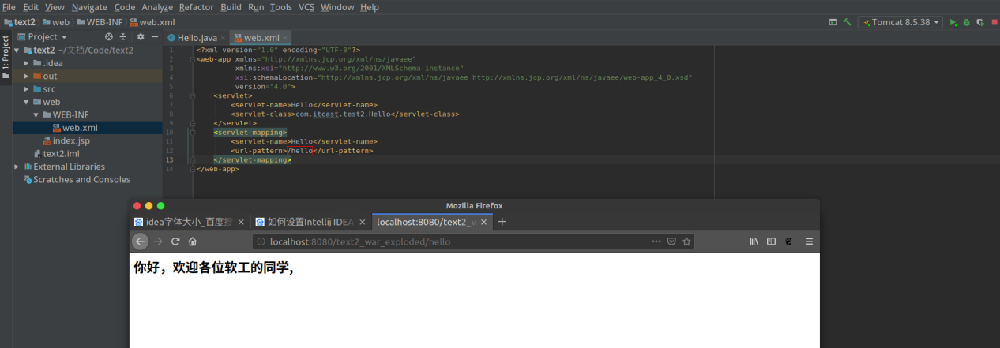 File Edit View Navigate Code Analyze Refactor Build Run Tools VCS Window Help
text2 web WEB-INF web.xml
Tomcat 8.5.38
1: Project
Project
Hello.java
web.xml
text2 ~/文档/Code/text2
.idea
out
src
web
WEB-INF
web.xml
index.jsp
text2.iml
External Libraries
Scratches and Consoles
1 <?xml version="1.0" encoding="UTF-8"?>
2 <web-app xmlns="http://xmlns.jcp.org/xml/ns/javaee"
3 xmlns:xsi="http://www.w3.org/2001/XMLSchema-instance"
4 xsi:schemaLocation="http://xmlns.jcp.org/xml/ns/javaee http://xmlns.jcp.org/xml/ns/javaee/web-app_4_0.xsd"
5 version="4.0">
6 <servlet>
7 <servlet-name>Hello</servlet-name>
8 <servlet-class>com.itcast.test2.Hello</servlet-class>
9 </servlet>
10 <servlet-mapping>
11 <servlet-name>Hello</servlet-name>
12 <url-pattern>/hello</url-pattern>
13 </servlet-mapping>
14 </web-app>
Mozilla Firefox
idea字体大小_百度搜
如何设置Intellij IDEA
localhost:8080/text2_w
localhost:8080/text2_war_exploded/hello
你好，欢迎各位软工的同学,